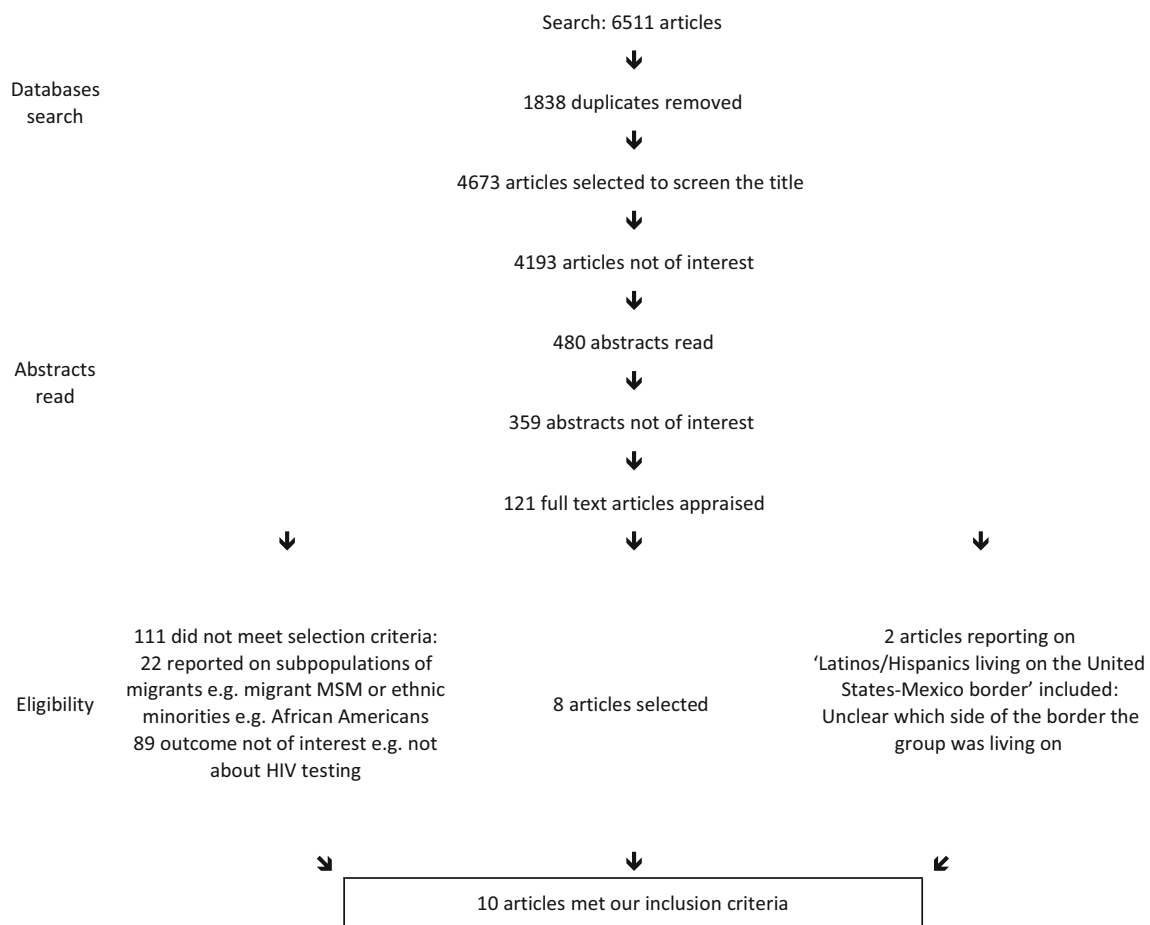 Search: 6511 articles
Databases
search
1838 duplicates removed
4673 articles selected to screen the title
4193 articles not of interest
480 abstracts read
Abstracts
read
359 abstracts not of interest
121 full text articles appraised
Eligibility
111 did not meet selection criteria:
22 reported on subpopulations of
migrants e.g. migrant MSM or ethnic
minorities e.g. African Americans
89 outcome not of interest e.g. not
about HIV testing
8 articles selected
2 articles reporting on
‘Latinos/Hispanics living on the United
States-Mexico border’ included:
Unclear which side of the border the
group was living on
10 articles met our inclusion criteria